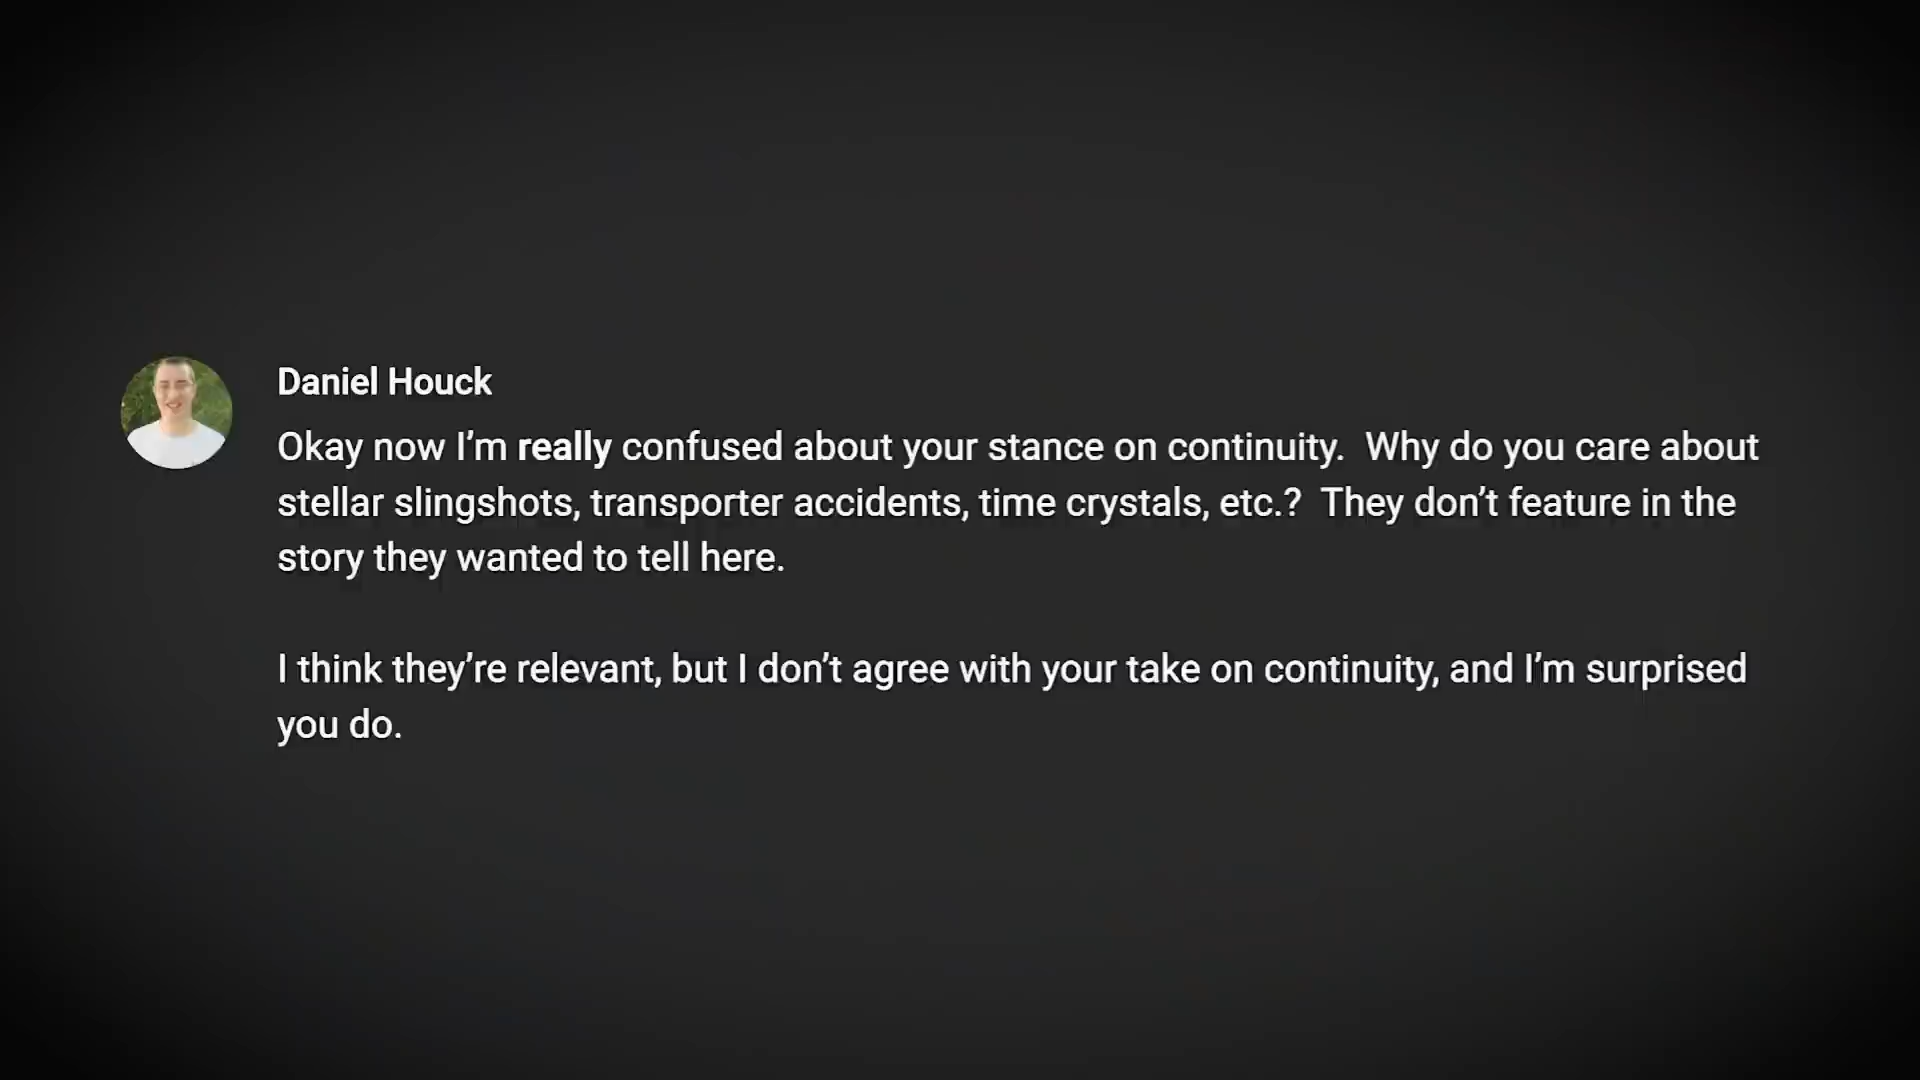 Daniel Houck
Okay now I’m really confused about your stance on continuity.  Why do you care about
stellar slingshots, transporter accidents, time crystals, etc.?  They don’t feature in the
story they wanted to tell here.
I think they’re relevant, but I don’t agree with your take on continuity, and I’m surprised
you do.